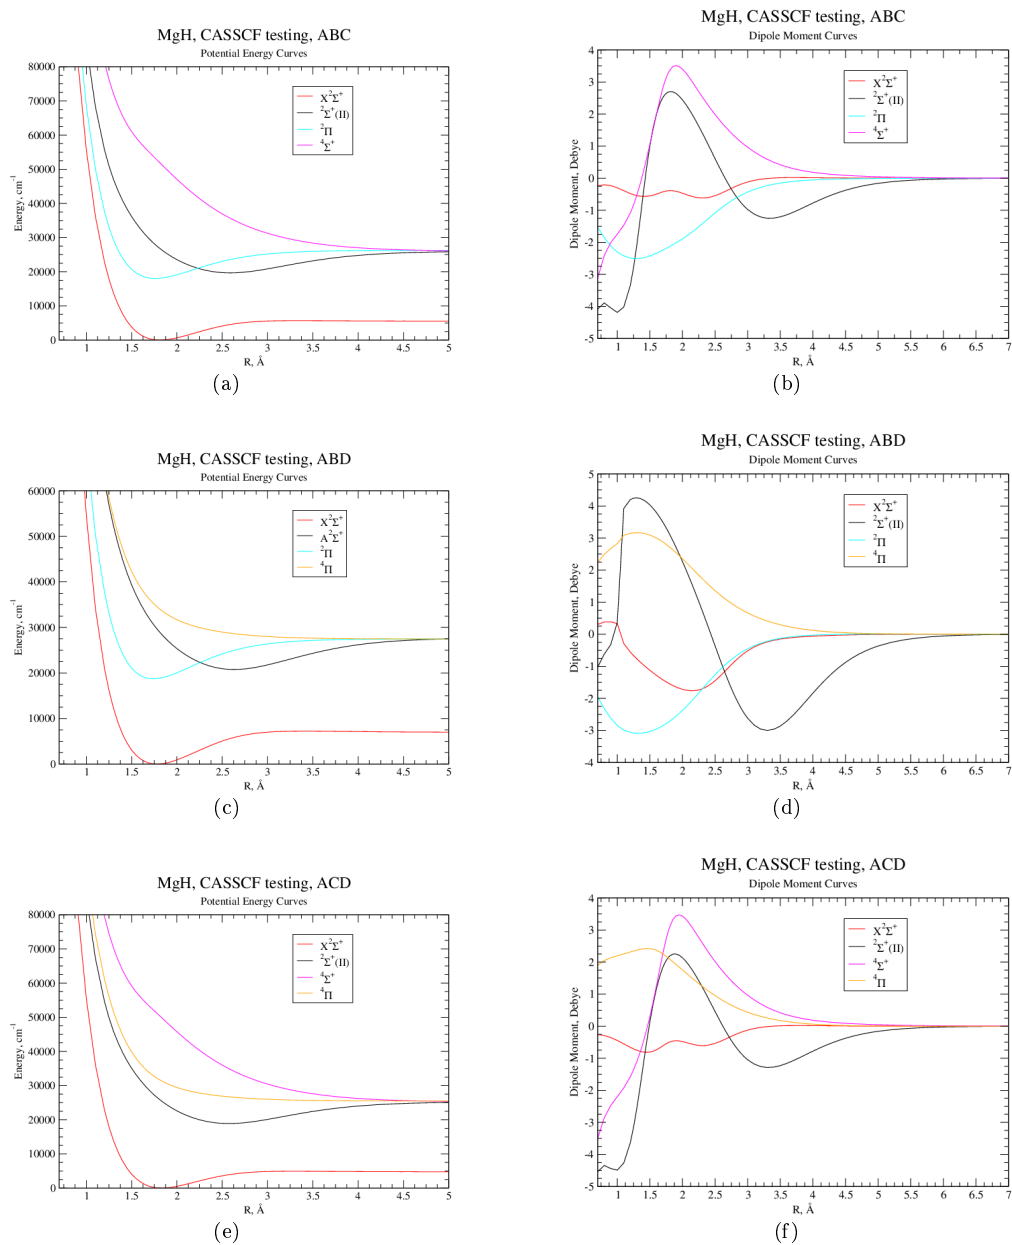 MgH, CASSCF testing, ABC
Potential Energy Curves
80000
70000
60000
50000
40000
30000
20000
10000
0
Energy, cm⁻¹
X²Σ⁺
²Σ⁺(II)
²Π
⁴Σ⁺
1 1.5 2 2.5 3 3.5 4 4.5 5
R, Å
(a)
MgH, CASSCF testing, ABC
Dipole Moment Curves
4
3
2
1
0
-1
-2
-3
-4
-5
Dipole Moment, Debye
X²Σ⁺
²Σ⁺(II)
²Π
⁴Σ⁺
1 1.5 2 2.5 3 3.5 4 4.5 5 5.5 6 6.5 7
R, Å
(b)
MgH, CASSCF testing, ABD
Potential Energy Curves
60000
50000
40000
30000
20000
10000
0
Energy, cm⁻¹
X²Σ⁺
A²Σ⁺
²Π
⁴Π
1 1.5 2 2.5 3 3.5 4 4.5 5
R, Å
(c)
MgH, CASSCF testing, ABD
Dipole Moment Curves
5
4
3
2
1
0
-1
-2
-3
-4
Dipole Moment, Debye
X²Σ⁺
²Σ⁺(II)
²Π
⁴Π
1 1.5 2 2.5 3 3.5 4 4.5 5 5.5 6 6.5 7
R, Å
(d)
MgH, CASSCF testing, ACD
Potential Energy Curves
80000
70000
60000
50000
40000
30000
20000
10000
0
Energy, cm⁻¹
X²Σ⁺
²Σ⁺(II)
⁴Σ⁺
⁴Π
1 1.5 2 2.5 3 3.5 4 4.5 5
R, Å
(e)
MgH, CASSCF testing, ACD
Dipole Moment Curves
4
3
2
1
0
-1
-2
-3
-4
-5
Dipole Moment, Debye
X²Σ⁺
²Σ⁺(II)
⁴Σ⁺
⁴Π
1 1.5 2 2.5 3 3.5 4 4.5 5 5.5 6 6.5 7
R, Å
(f)